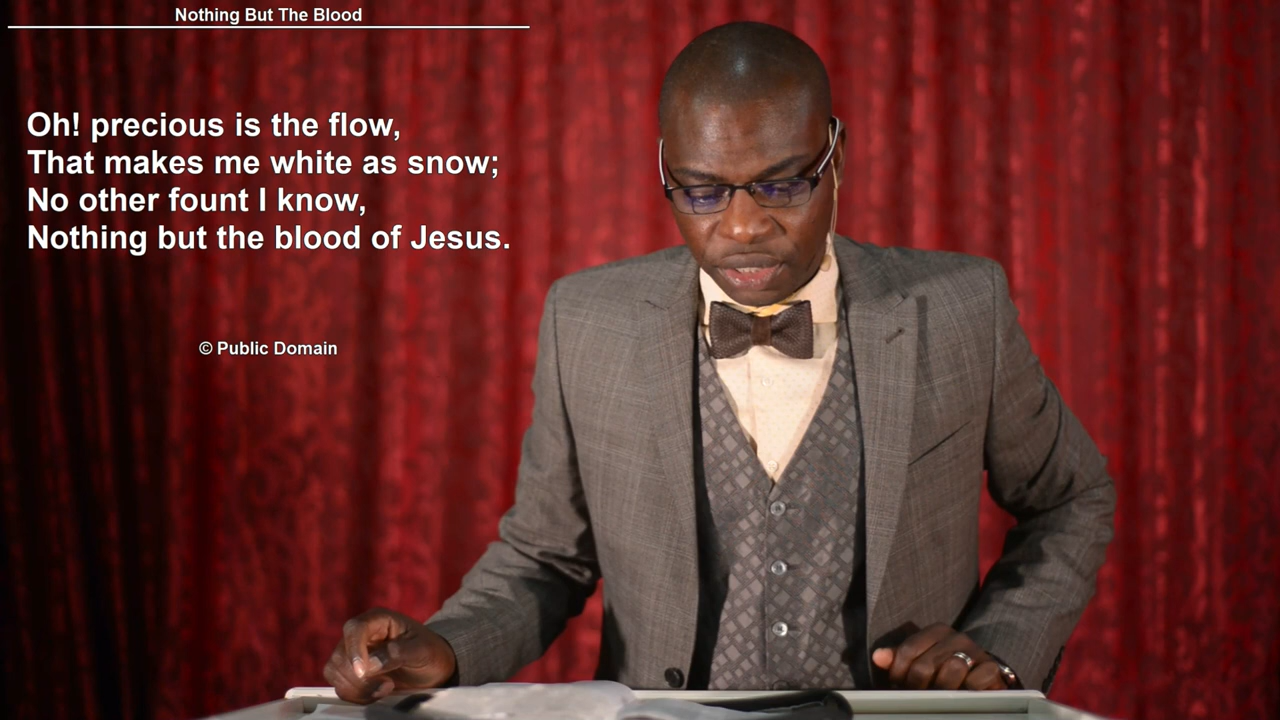 Nothing But The Blood
Oh! precious is the flow,
That makes me white as snow;
No other fount I know,
Nothing but the blood of Jesus.
© Public Domain